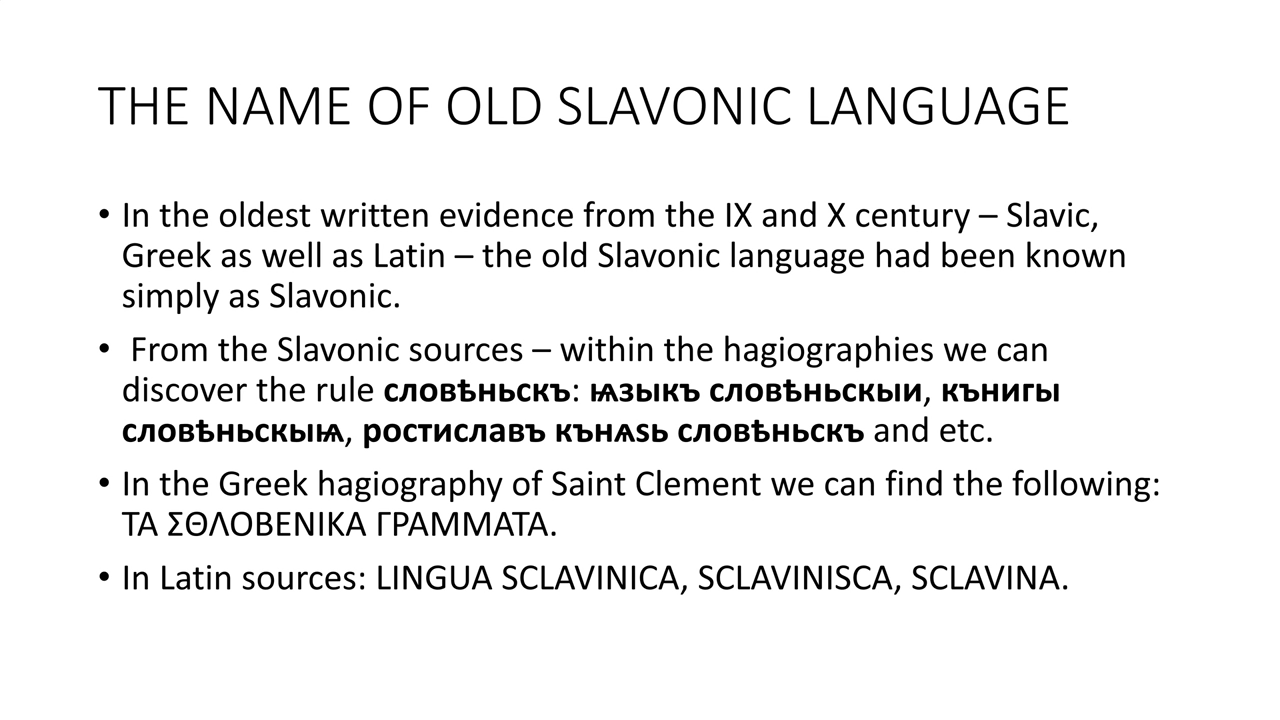 THE NAME OF OLD SLAVONIC LANGUAGE
• In the oldest written evidence from the IX and X century – Slavic,
Greek as well as Latin – the old Slavonic language had been known
simply as Slavonic.
• From the Slavonic sources – within the hagiographies we can
discover the rule словѣньскъ: ѩзыкъ словѣньскыи, кънигы
словѣньскыѩ, ростиславъ кънѧѕь словѣньскъ and etc.
• In the Greek hagiography of Saint Clement we can find the following:
ΤΑ ΣΘΛΟΒΕΝΙΚΑ ΓΡΑΜΜΑΤΑ.
• In Latin sources: LINGUA SCLAVINICA, SCLAVINISCA, SCLAVINA.